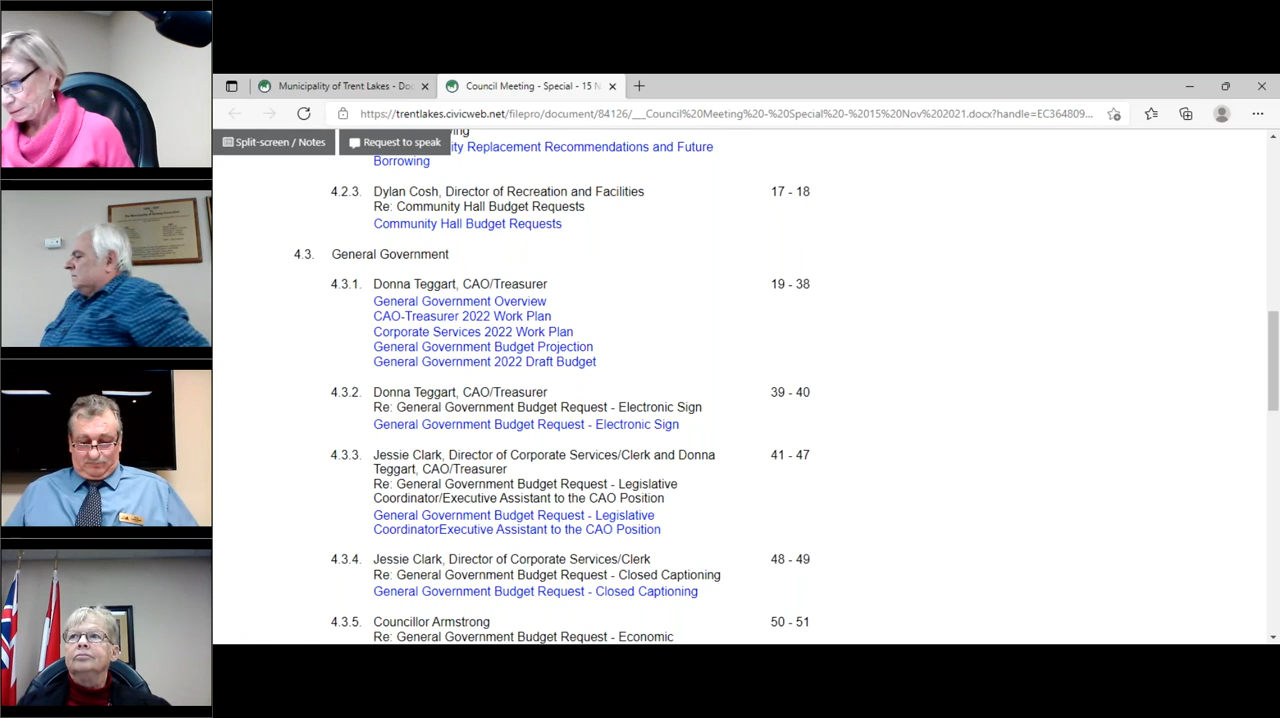 Municipality of Trent Lakes - Do
Council Meeting - Special - 15 N
https://trentlakes.civicweb.net/filepro/document/84126/__Council%20Meeting%20-%20Special%20-%2015%20Nov%202021.docx?handle=EC364809...
Split-screen / Notes
Request to speak
ity Replacement Recommendations and Future
Borrowing
4.2.3. Dylan Cosh, Director of Recreation and Facilities 17 - 18
Re: Community Hall Budget Requests
Community Hall Budget Requests
4.3. General Government
4.3.1. Donna Teggart, CAO/Treasurer 19 - 38
General Government Overview
CAO-Treasurer 2022 Work Plan
Corporate Services 2022 Work Plan
General Government Budget Projection
General Government 2022 Draft Budget
4.3.2. Donna Teggart, CAO/Treasurer 39 - 40
Re: General Government Budget Request - Electronic Sign
General Government Budget Request - Electronic Sign
4.3.3. Jessie Clark, Director of Corporate Services/Clerk and Donna 41 - 47
Teggart, CAO/Treasurer
Re: General Government Budget Request - Legislative
Coordinator/Executive Assistant to the CAO Position
General Government Budget Request - Legislative
CoordinatorExecutive Assistant to the CAO Position
4.3.4. Jessie Clark, Director of Corporate Services/Clerk 48 - 49
Re: General Government Budget Request - Closed Captioning
General Government Budget Request - Closed Captioning
4.3.5. Councillor Armstrong 50 - 51
Re: General Government Budget Request - Economic